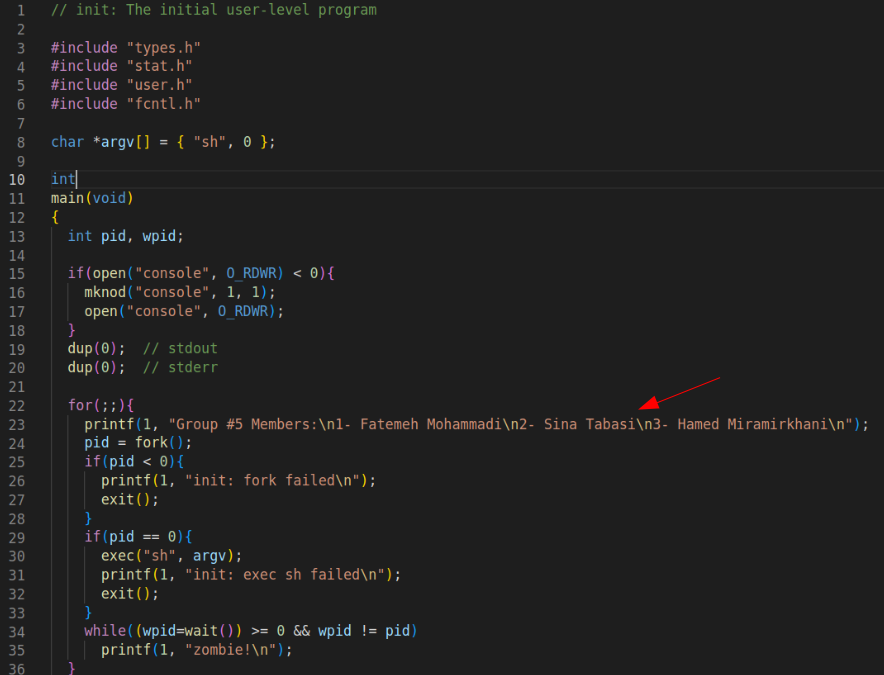 1 // init: The initial user-level program
2
3 #include "types.h"
4 #include "stat.h"
5 #include "user.h"
6 #include "fcntl.h"
7
8 char *argv[] = { "sh", 0 };
9
10 int
11 main(void)
12 {
13   int pid, wpid;
14
15   if(open("console", O_RDWR) < 0){
16     mknod("console", 1, 1);
17     open("console", O_RDWR);
18   }
19   dup(0);  // stdout
20   dup(0);  // stderr
21
22   for(;;){
23     printf(1, "Group #5 Members:\n1- Fatemeh Mohammadi\n2- Sina Tabasi\n3- Hamed Miramirkhani\n");
24     pid = fork();
25     if(pid < 0){
26       printf(1, "init: fork failed\n");
27       exit();
28     }
29     if(pid == 0){
30       exec("sh", argv);
31       printf(1, "init: exec sh failed\n");
32       exit();
33     }
34     while((wpid=wait()) >= 0 && wpid != pid)
35       printf(1, "zombie!\n");
36   }